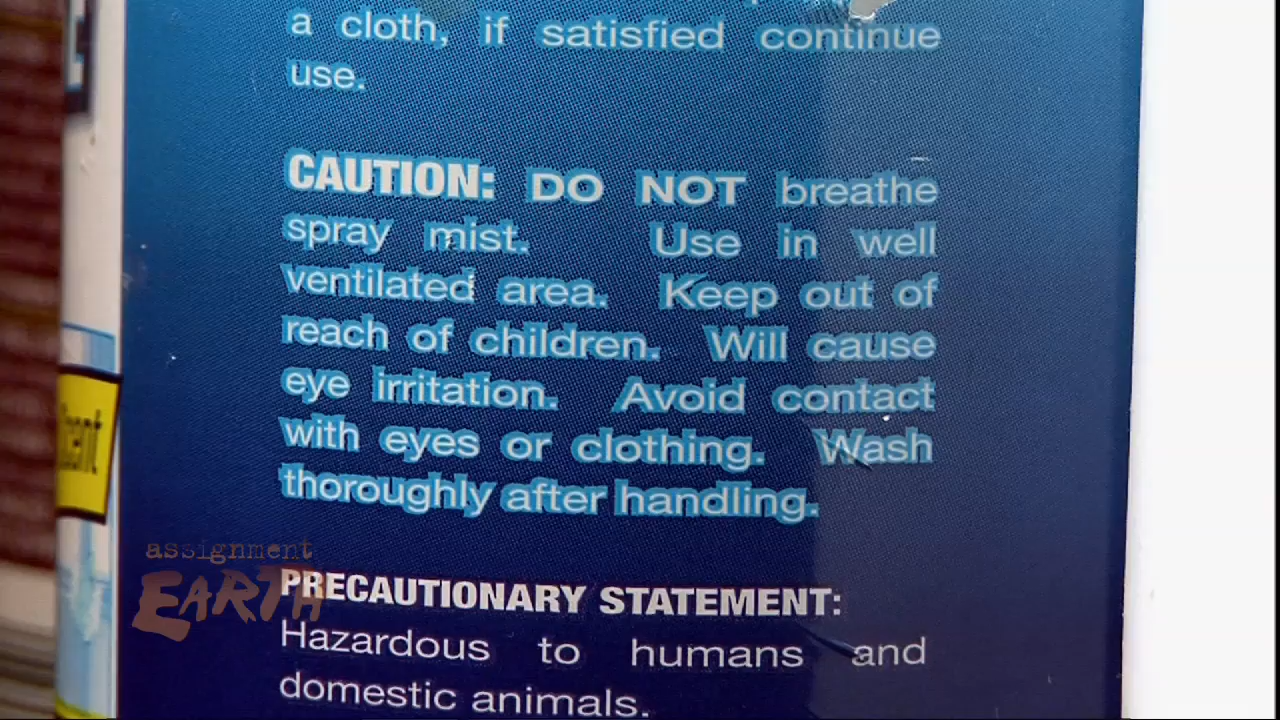 a cloth, if satisfied continue
use.
CAUTION: DO NOT breathe
spray mist. Use in well
ventilated area. Keep out of
reach of children. Will cause
eye irritation. Avoid contact
with eyes or clothing. Wash
thoroughly after handling.
PRECAUTIONARY STATEMENT:
Hazardous to humans and
domestic animals.
assignment
EARTH